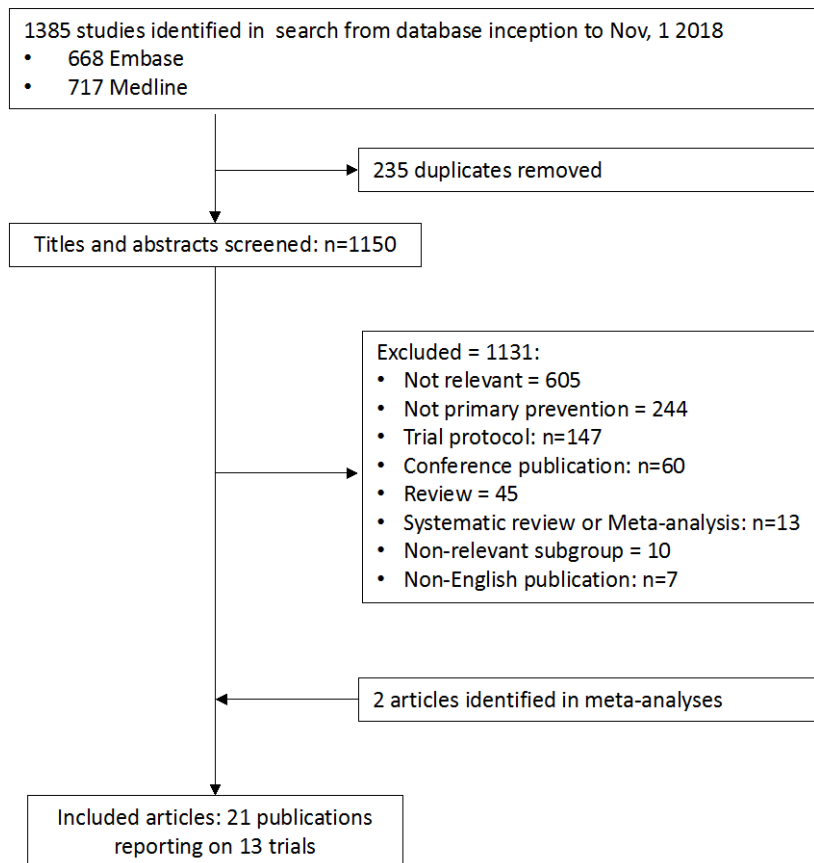 1385 studies identified in  search from database inception to Nov, 1 2018
• 668 Embase
• 717 Medline
235 duplicates removed
Titles and abstracts screened: n=1150
Excluded = 1131:
• Not relevant = 605
• Not primary prevention = 244
• Trial protocol: n=147
• Conference publication: n=60
• Review = 45
• Systematic review or Meta-analysis: n=13
• Non-relevant subgroup = 10
• Non-English publication: n=7
2 articles identified in meta-analyses
Included articles: 21 publications
reporting on 13 trials